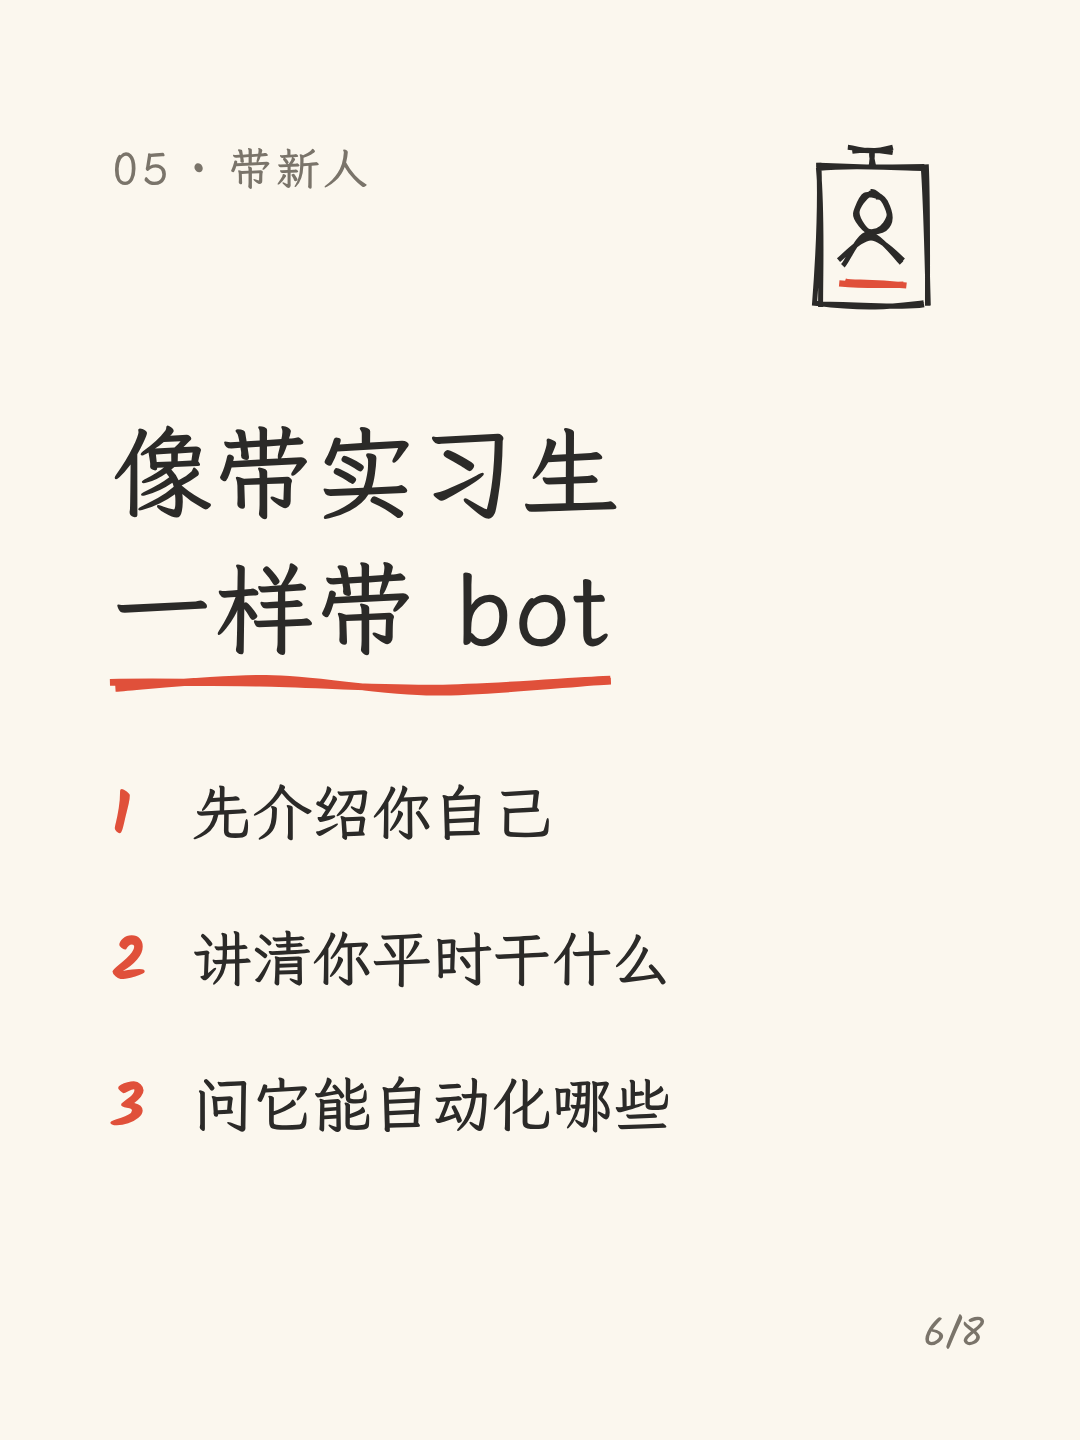 05 · 带新人
像带实习生
一样带 bot
1 先介绍你自己
2 讲清你平时干什么
3 问它能自动化哪些
6/8